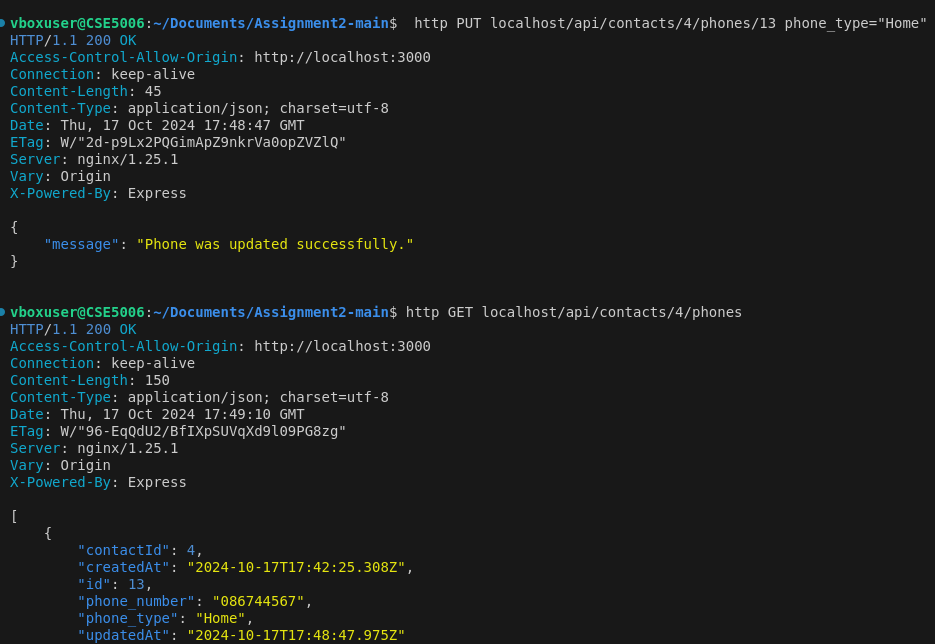 vboxuser@CSE5006:~/Documents/Assignment2-main$  http PUT localhost/api/contacts/4/phones/13 phone_type="Home"
HTTP/1.1 200 OK
Access-Control-Allow-Origin: http://localhost:3000
Connection: keep-alive
Content-Length: 45
Content-Type: application/json; charset=utf-8
Date: Thu, 17 Oct 2024 17:48:47 GMT
ETag: W/"2d-p9Lx2PQGimApZ9nkrVa0opZVZlQ"
Server: nginx/1.25.1
Vary: Origin
X-Powered-By: Express

{
    "message": "Phone was updated successfully."
}

vboxuser@CSE5006:~/Documents/Assignment2-main$ http GET localhost/api/contacts/4/phones
HTTP/1.1 200 OK
Access-Control-Allow-Origin: http://localhost:3000
Connection: keep-alive
Content-Length: 150
Content-Type: application/json; charset=utf-8
Date: Thu, 17 Oct 2024 17:49:10 GMT
ETag: W/"96-EqQdU2/BfIXpSUVqXd9l09PG8zg"
Server: nginx/1.25.1
Vary: Origin
X-Powered-By: Express

[
    {
        "contactId": 4,
        "createdAt": "2024-10-17T17:42:25.308Z",
        "id": 13,
        "phone_number": "086744567",
        "phone_type": "Home",
        "updatedAt": "2024-10-17T17:48:47.975Z"